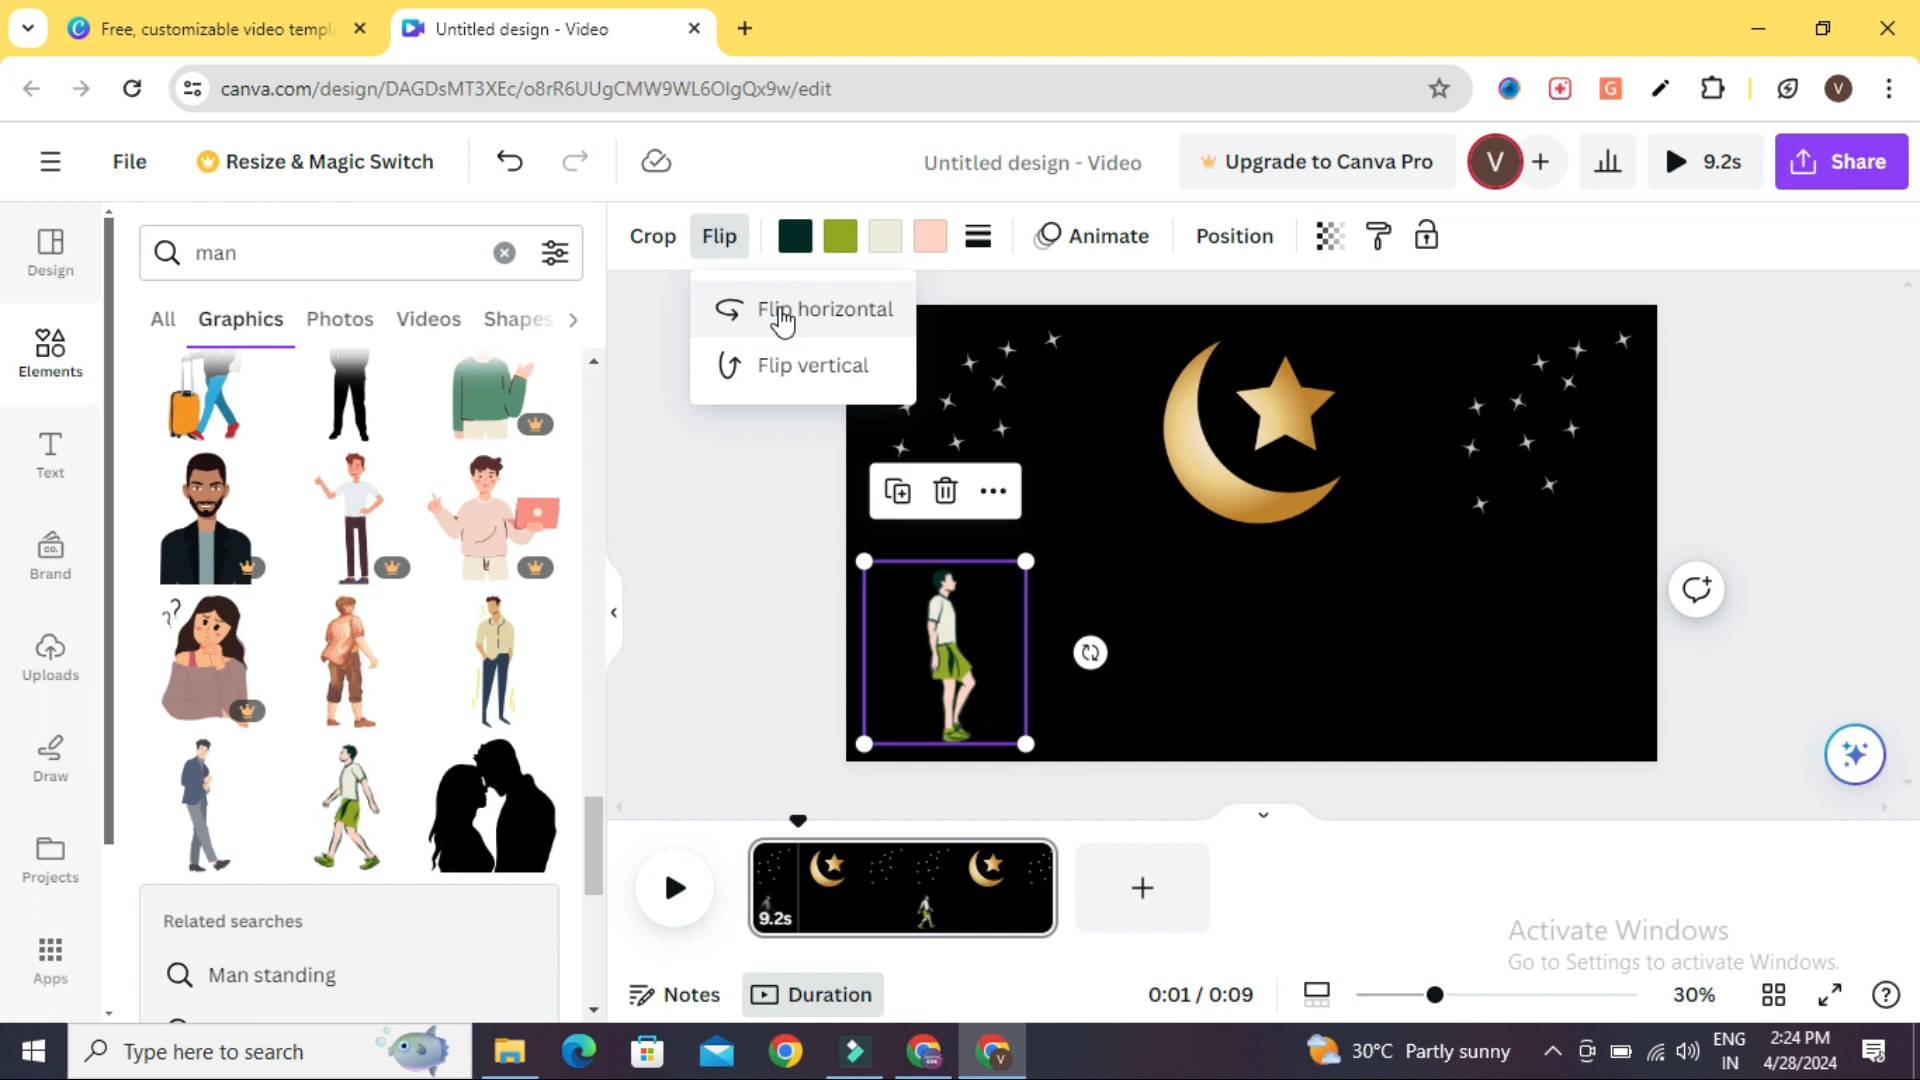 Free, customizable video templ
Untitled design - Video
canva.com/design/DAGDsMT3XEc/o8rR6UUgCMW9WL6OIgQx9w/edit
G
V
File
Resize & Magic Switch
Untitled design - Video
Upgrade to Canva Pro
V
9.2s
Share
Design
Elements
Text
Brand
CO.
Uploads
Draw
Projects
Apps
man
All
Graphics
Photos
Videos
Shapes
Related searches
Man standing
Crop
Flip
Animate
Position
Flip horizontal
Flip vertical
9.2s
Notes
Duration
0:01 / 0:09
30%
Activate Windows
Go to Settings to activate Windows.
Type here to search
30°C Partly sunny
ENG
IN
2:24 PM
4/28/2024